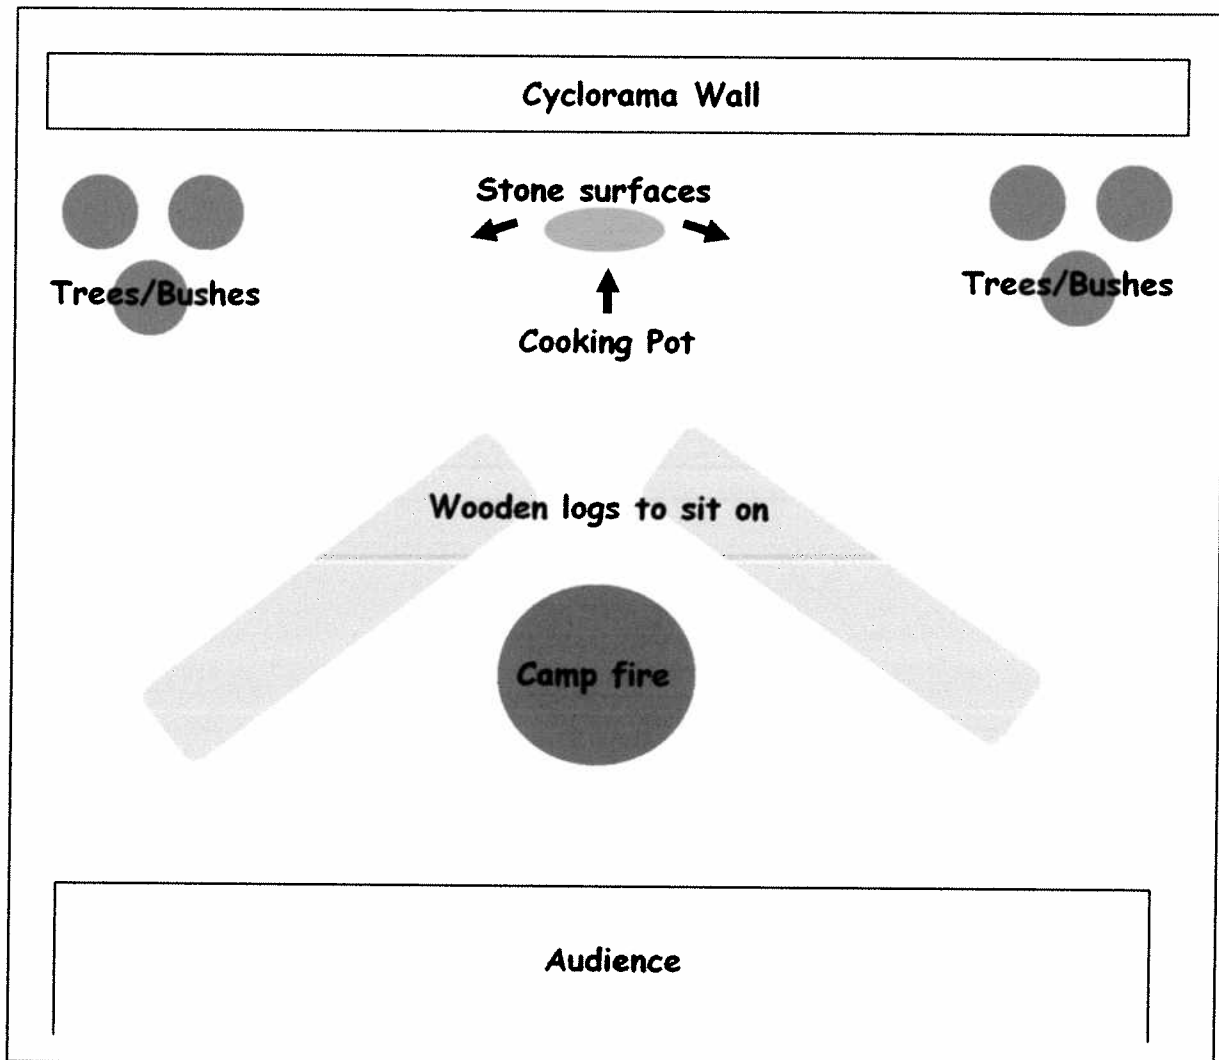 Cyclorama Wall
Stone surfaces
Trees/Bushes
Trees/Bushes
Cooking Pot
Wooden logs to sit on
Camp fire
Audience